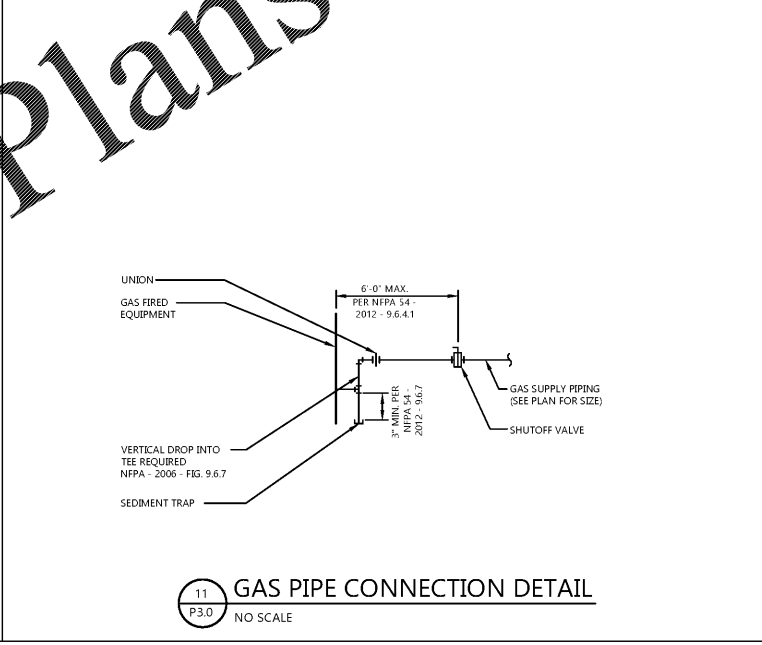 Plans
UNION
GAS FIRED
EQUIPMENT
6'-0" MAX.
PER NFPA 54 -
2012 - 9.6.4.1
3" MIN. PER
NFPA 54 -
2012 - 9.6.7
GAS SUPPLY PIPING
(SEE PLAN FOR SIZE)
SHUTOFF VALVE
VERTICAL DROP INTO
TEE REQUIRED
NFPA - 2006 - FIG. 9.6.7
SEDIMENT TRAP
11
P3.0
GAS PIPE CONNECTION DETAIL
NO SCALE